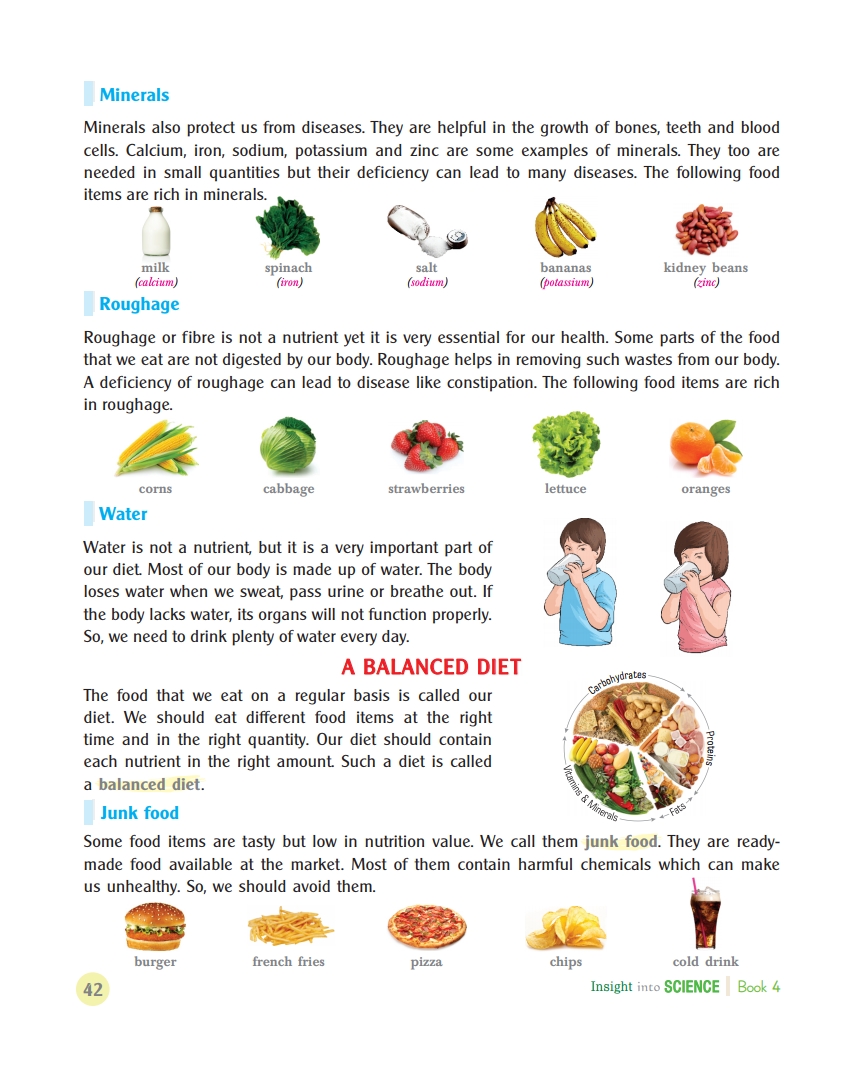 Minerals
Minerals also protect us from diseases. They are helpful in the growth of bones, teeth and blood
cells. Calcium, iron, sodium, potassium and zinc are some examples of minerals. They too are
needed in small quantities but their deficiency can lead to many diseases. The following food
items are rich in minerals.
milk spinach salt bananas kidney beans
(calcium) (iron) (sodium) (potassium) (zinc)
Roughage
Roughage or fibre is not a nutrient yet it is very essential for our health. Some parts of the food
that we eat are not digested by our body. Roughage helps in removing such wastes from our body.
A deficiency of roughage can lead to disease like constipation. The following food items are rich
in roughage.
corns cabbage strawberries lettuce oranges
Water
Water is not a nutrient, but it is a very important part of
our diet. Most of our body is made up of water. The body
loses water when we sweat, pass urine or breathe out. If
the body lacks water, its organs will not function properly.
So, we need to drink plenty of water every day.
A BALANCED DIET
The food that we eat on a regular basis is called our
diet. We should eat different food items at the right
time and in the right quantity. Our diet should contain
each nutrient in the right amount. Such a diet is called
a balanced diet.
Carbohydrates
Proteins
Fats
Vitamins & Minerals
Junk food
Some food items are tasty but low in nutrition value. We call them junk food. They are ready-
made food available at the market. Most of them contain harmful chemicals which can make
us unhealthy. So, we should avoid them.
burger french fries pizza chips cold drink
42
Insight into SCIENCE Book 4